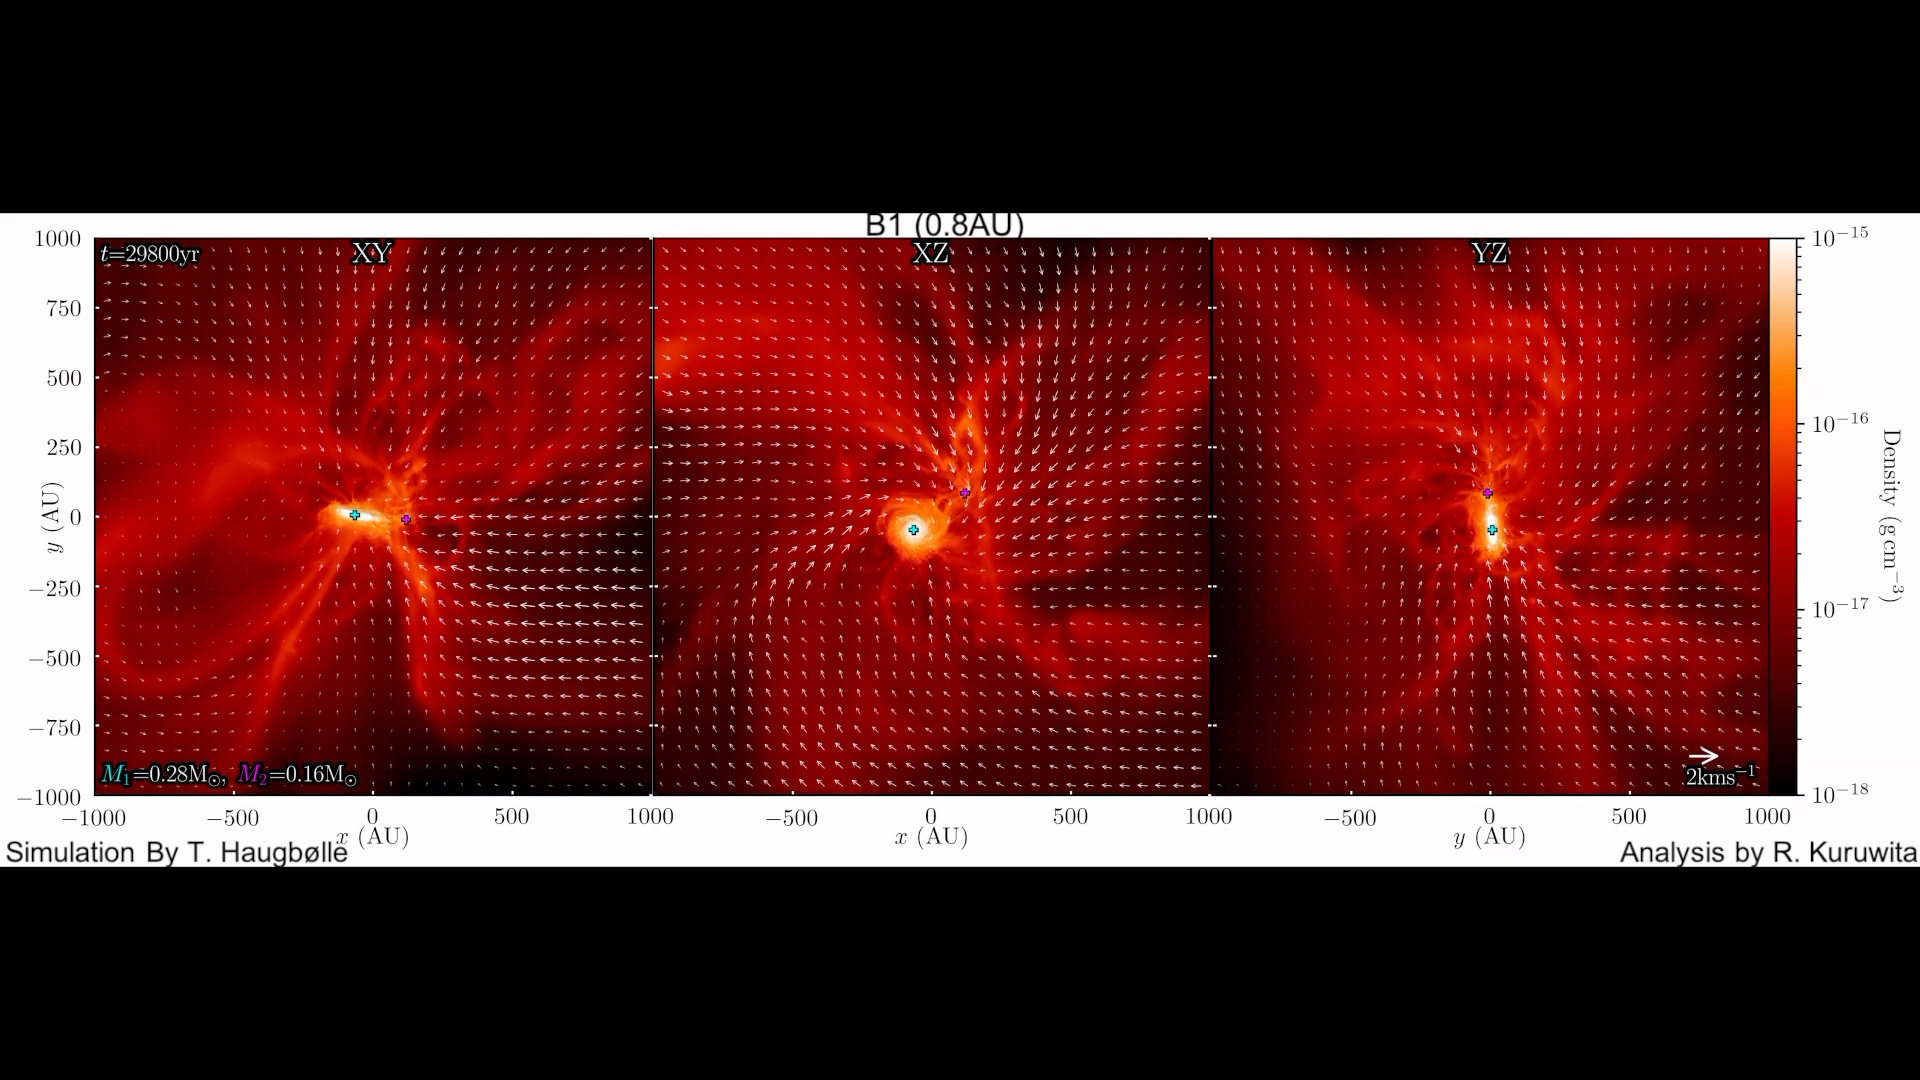 B1 (0.8AU)
t=29800yr
XY
XZ
YZ
1000
750
500
250
0
−250
−500
−750
−1000
y (AU)
M₁=0.28M☉, M₂=0.16M☉
2kms⁻¹
−1000 −500 0 500 1000
−500 0 500 1000
−500 0 500 1000
x (AU)
x (AU)
y (AU)
10⁻¹⁵
10⁻¹⁶
10⁻¹⁷
10⁻¹⁸
Density (g cm⁻³)
Simulation By T. Haugbølle
Analysis by R. Kuruwita